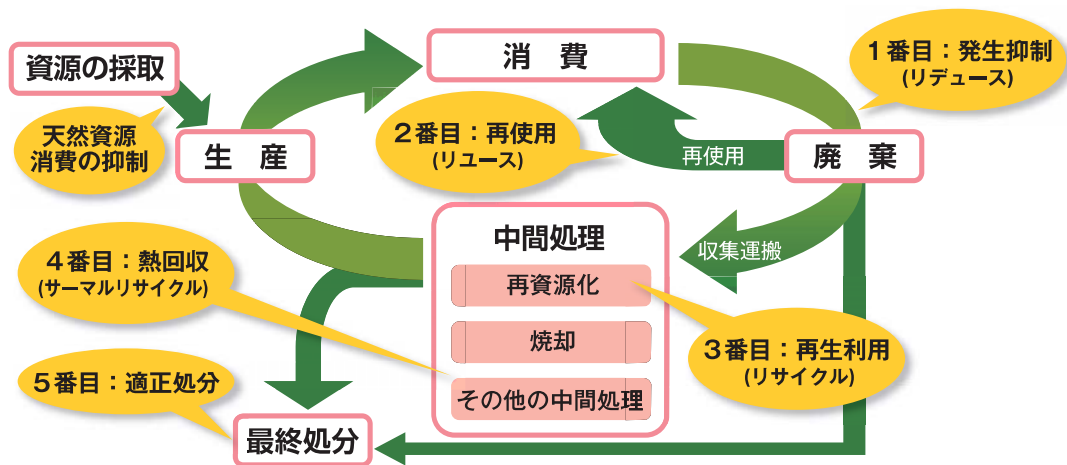 資源の採取
天然資源
消費の抑制
生　産
消　費
1番目：発生抑制
(リデュース)
2番目：再使用
(リユース)
再使用
廃　棄
収集運搬
中間処理
再資源化
焼却
その他の中間処理
3番目：再生利用
(リサイクル)
4番目：熱回収
(サーマルリサイクル)
5番目：適正処分
最終処分